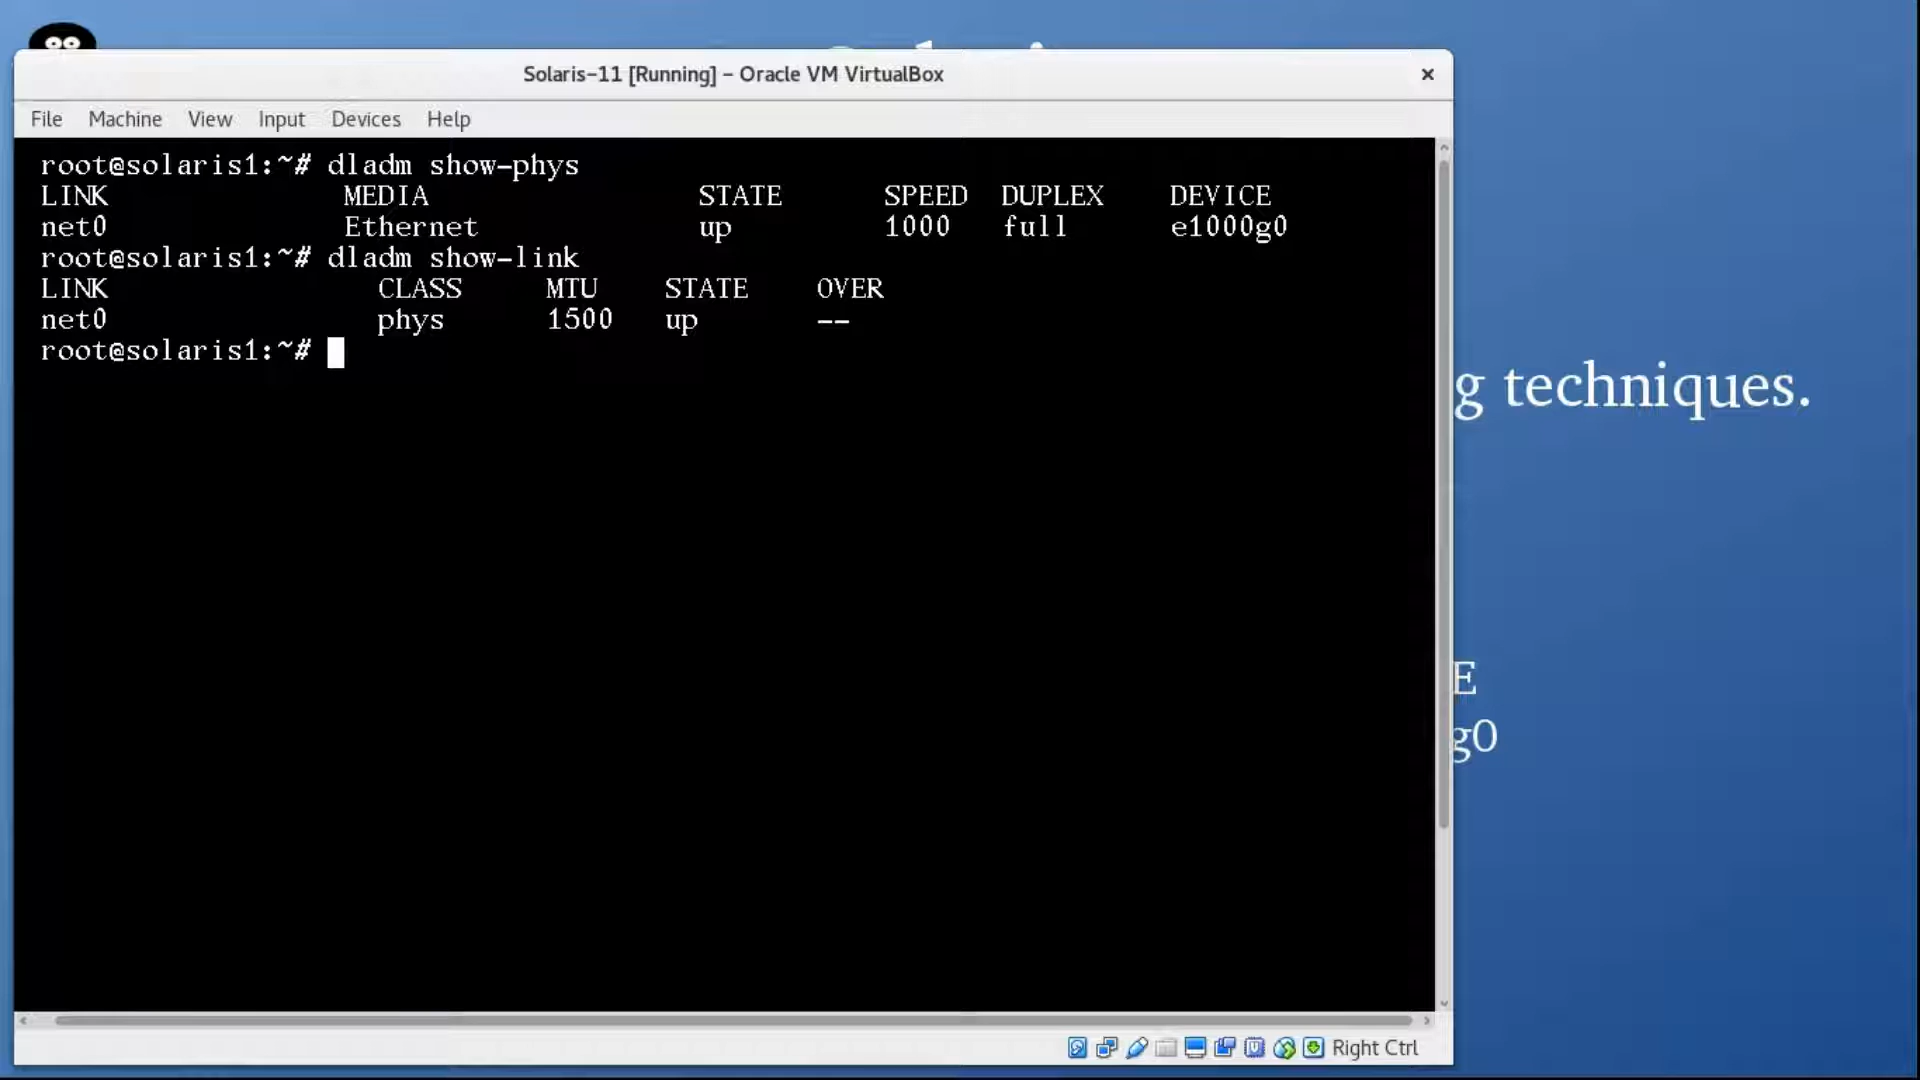 Solaris-11 [Running] - Oracle VM VirtualBox
File Machine View Input Devices Help
root@solaris1:~# dladm show-phys
LINK MEDIA STATE SPEED DUPLEX DEVICE
net0 Ethernet up 1000 full e1000g0
root@solaris1:~# dladm show-link
LINK CLASS MTU STATE OVER
net0 phys 1500 up --
root@solaris1:~#
g techniques.
E
g0
Right Ctrl